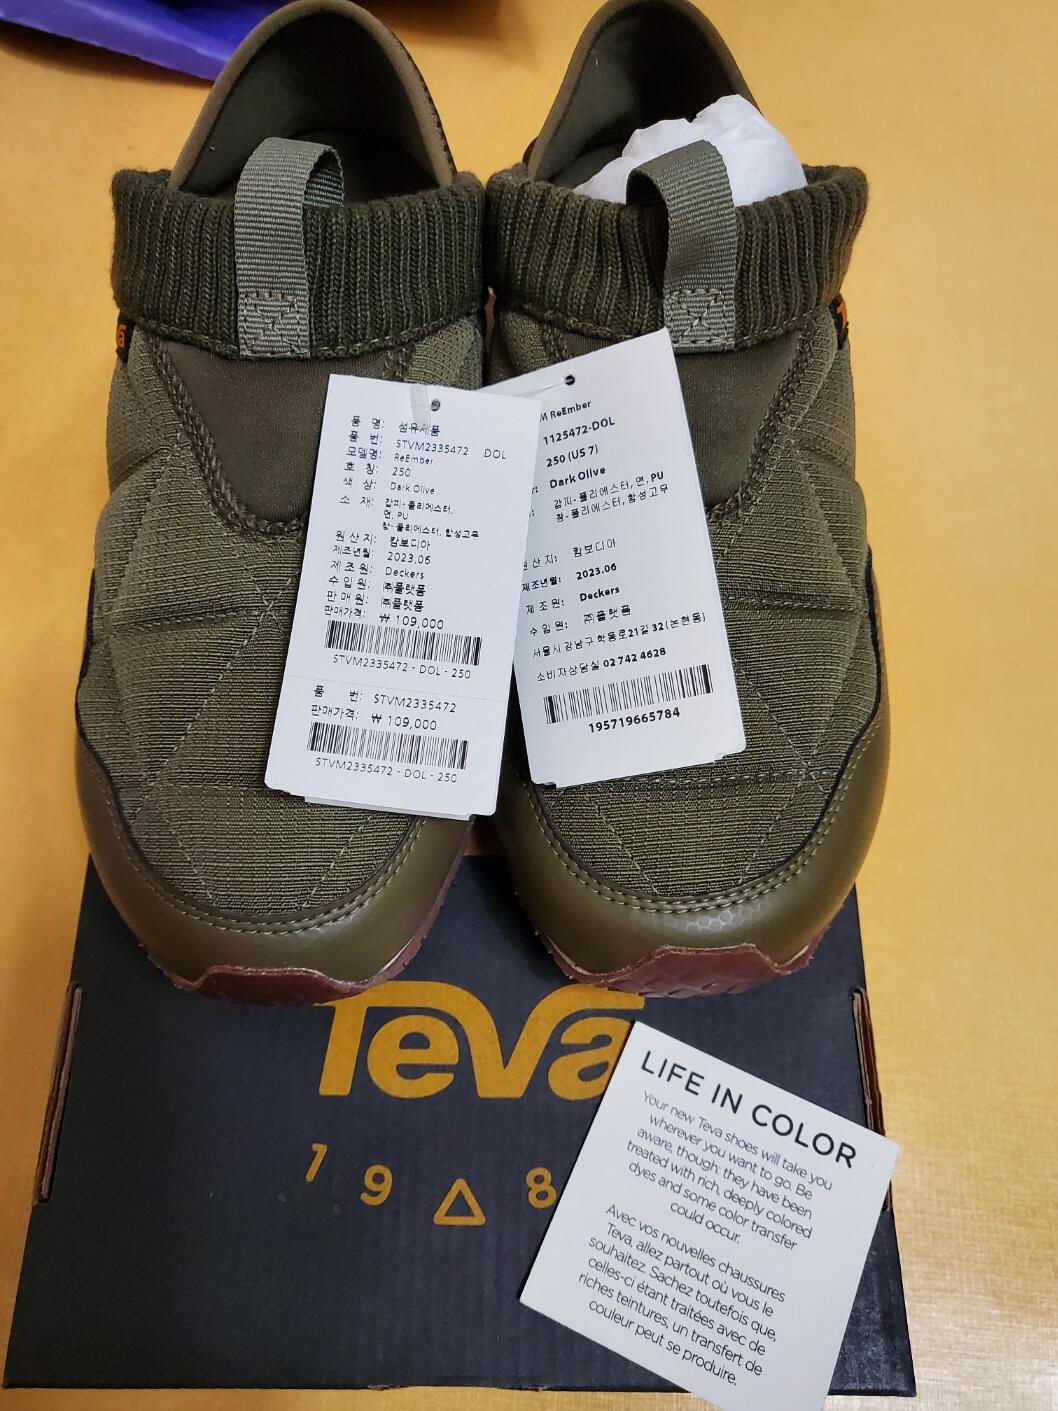 품 명: 섬유제품
품 번: STVM2335472 DOL
모델명: ReEmber
호 칭: 250
색 상: Dark Olive
소 재: 갑피-폴리에스터,
면, PU
창-폴리에스터, 합성고무
원 산 지: 캄보디아
제조년월: 2023.06
제 조 원: Deckers
수 입 원: ㈜플랫폼
판 매 원: ㈜플랫폼
판매가격: ₩ 109,000
STVM2335472 - DOL - 250
품 번: STVM2335472
판매가격: ₩ 109,000
STVM2335472 - DOL - 250
M ReEmber
1125472-DOL
250 (US 7)
Dark Olive
갑피-폴리에스터, 면, PU
창-폴리에스터, 합성고무
산 지: 캄보디아
제조년월: 2023.06
제 조 원: Deckers
수 입 원: ㈜플랫폼
서울시 강남구 학동로21길 32(논현동)
소비자상담실 02 742 4628
195719665784
Teva
19 8
LIFE IN COLOR
Your new Teva shoes will take you
wherever you want to go. Be
aware, though; they have been
treated with rich, deeply colored
dyes and some color transfer
could occur.
Avec vos nouvelles chaussures
Teva, allez partout où vous le
souhaitez. Sachez toutefois que,
celles-ci étant traitées avec de
riches teintures, un transfert de
couleur peut se produire.